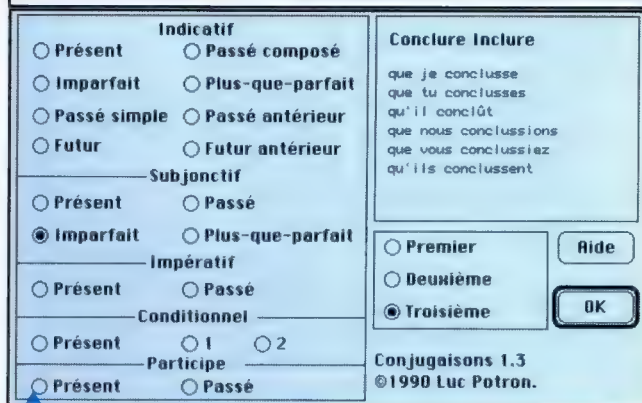 Indicatif
Présent Passé composé
Imparfait Plus-que-parfait
Passé simple Passé antérieur
Futur Futur antérieur
Subjonctif
Présent Passé
Imparfait Plus-que-parfait
Impératif
Présent Passé
Conditionnel
Présent 1 2
Participe
Présent Passé
Conclure Inclure
que je conclusse
que tu conclusses
qu'il conclût
que nous conclussions
que vous conclussiez
qu'ils conclussent
Premier
Deuxième
Troisième
Aide
OK
Conjugaisons 1.3
©1990 Luc Potron.